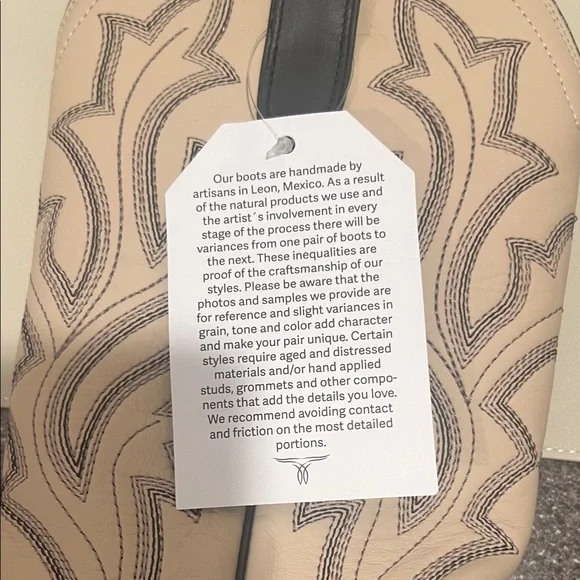 Our boots are handmade by
artisans in Leon, Mexico. As a result
of the natural products we use and
the artist´s involvement in every
stage of the process there will be
variances from one pair of boots to
the next. These inequalities are
proof of the craftsmanship of our
styles. Please be aware that the
photos and samples we provide are
for reference and slight variances in
grain, tone and color add character
and make your pair unique. Certain
styles require aged and distressed
materials and/or hand applied
studs, grommets and other compo-
nents that add the details you love.
We recommend avoiding contact
and friction on the most detailed
portions.